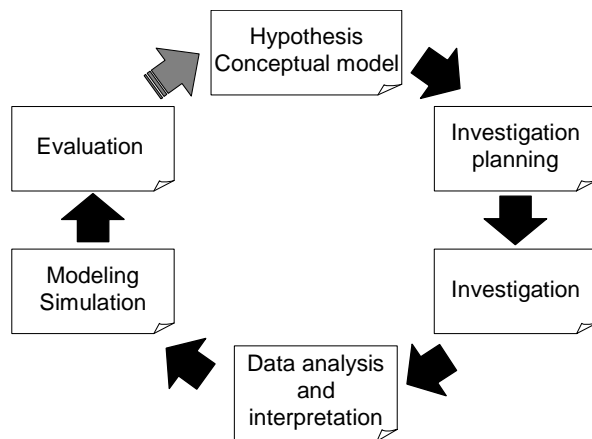 Hypothesis
Conceptual model
Investigation
planning
Investigation
Data analysis
and
interpretation
Modeling
Simulation
Evaluation